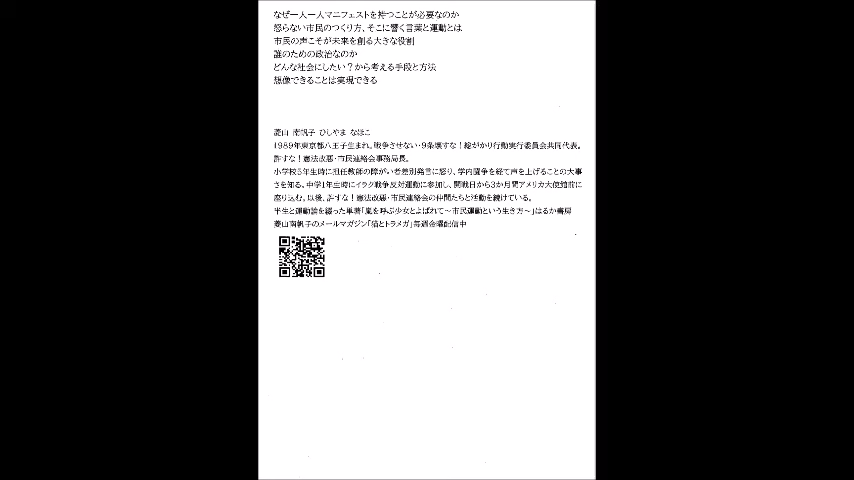 なぜ一人一人マニフェストを持つことが必要なのか
怒らない市民のつくり方、そこに響く言葉と運動とは
市民の声こそが未来を創る大きな役割
誰のための政治なのか
どんな社会にしたい？から考える手段と方法
想像できることは実現できる
菱山 南帆子 ひしやま なほこ
1989年東京都八王子生まれ。戦争させない・9条壊すな！総がかり行動実行委員会共同代表。
許すな！憲法改悪・市民連絡会事務局長。
小学校5年生時に担任教師の障がい者差別発言に怒り、学内闘争を経て声を上げることの大事
さを知る。中学1年生時にイラク戦争反対運動に参加し、開戦日から3か月間アメリカ大使館前に
座り込む。以後、許すな！憲法改悪・市民連絡会の仲間たちと活動を続けている。
半生と運動論を綴った単著「嵐を呼ぶ少女とよばれて～市民運動という生き方～」はるか書房
菱山南帆子のメールマガジン「猫とトラメガ」毎週金曜配信中